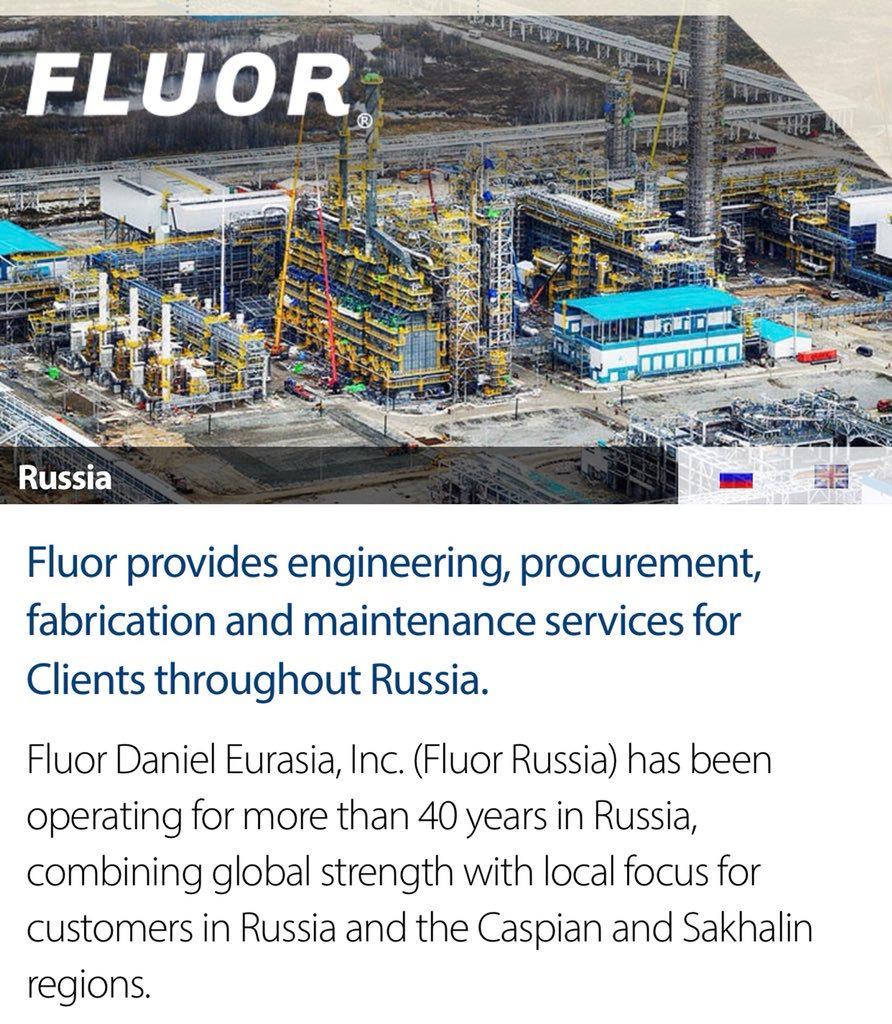 FLUOR®
Russia
Fluor provides engineering, procurement,
fabrication and maintenance services for
Clients throughout Russia.
Fluor Daniel Eurasia, Inc. (Fluor Russia) has been
operating for more than 40 years in Russia,
combining global strength with local focus for
customers in Russia and the Caspian and Sakhalin
regions.